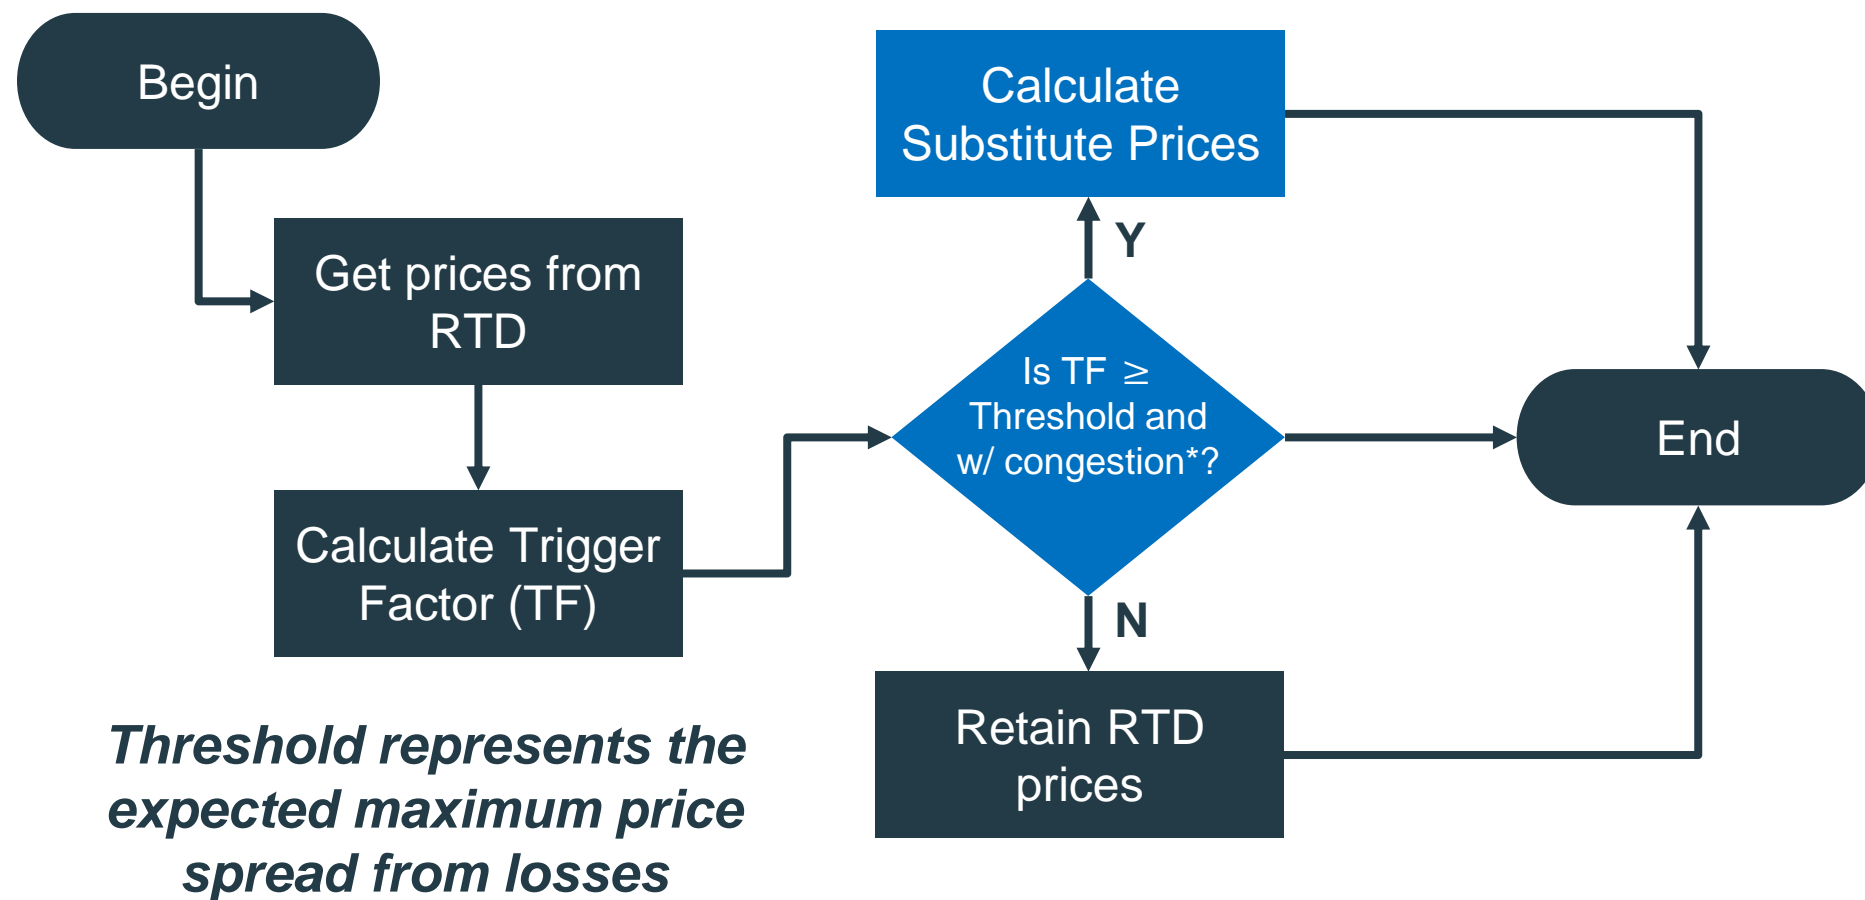 Begin
Get prices from
RTD
Calculate Trigger
Factor (TF)
Threshold represents the
expected maximum price
spread from losses
Calculate
Substitute Prices
Y
Is TF ≥
Threshold and
w/ congestion*?
N
Retain RTD
prices
End